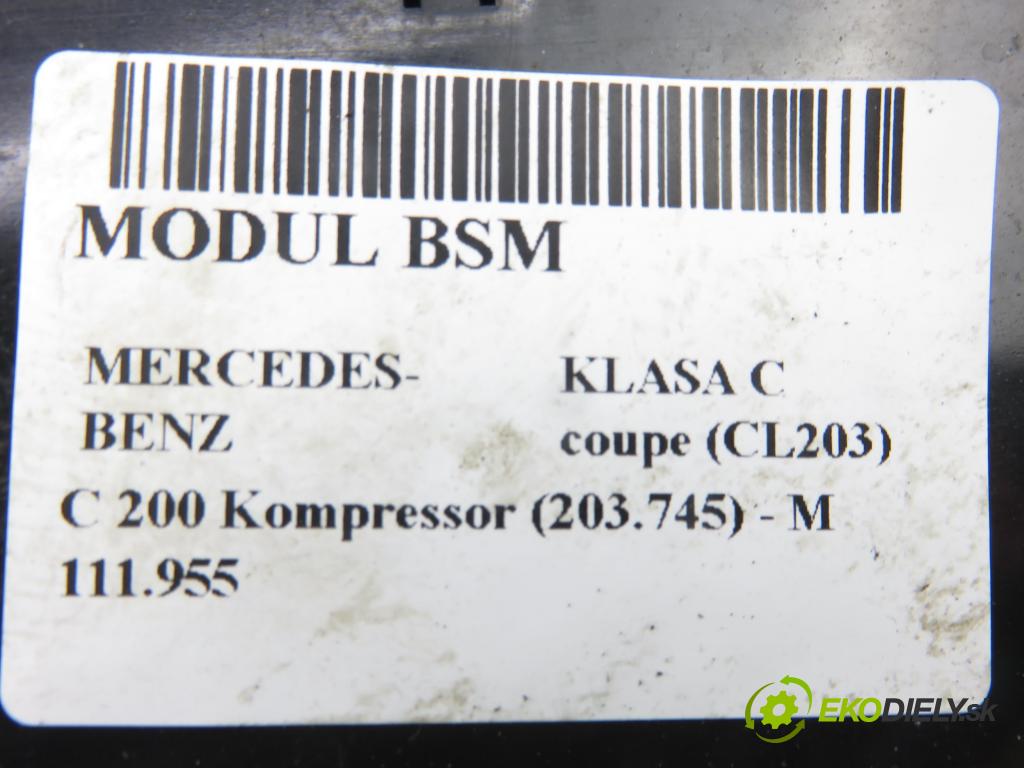 MODUL BSM
MERCEDES-
BENZ
KLASA C
coupe (CL203)
C 200 Kompressor (203.745) - M
111.955
EKODIELY.sk